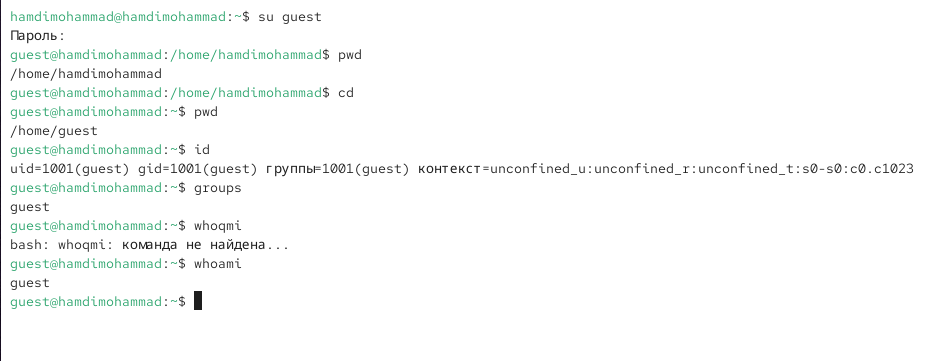 hamdimohammad@hamdimohammad:~$ su guest
Пароль:
guest@hamdimohammad:/home/hamdimohammad$ pwd
/home/hamdimohammad
guest@hamdimohammad:/home/hamdimohammad$ cd
guest@hamdimohammad:~$ pwd
/home/guest
guest@hamdimohammad:~$ id
uid=1001(guest) gid=1001(guest) группы=1001(guest) контекст=unconfined_u:unconfined_r:unconfined_t:s0-s0:c0.c1023
guest@hamdimohammad:~$ groups
guest
guest@hamdimohammad:~$ whoqmi
bash: whoqmi: команда не найдена...
guest@hamdimohammad:~$ whoami
guest
guest@hamdimohammad:~$